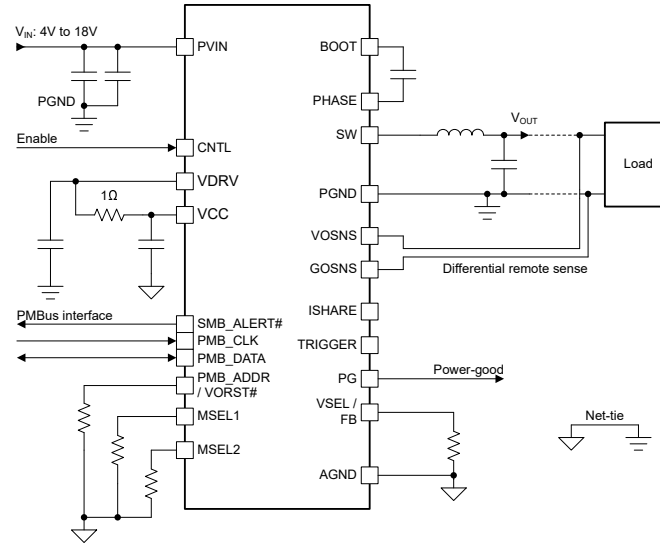 V_IN: 4V to 18V
PVIN
BOOT
PGND
PHASE
V_OUT
Enable
SW
Load
CNTL
VDRV
PGND
1Ω
VCC
VOSNS
GOSNS
Differential remote sense
ISHARE
PMBus interface
SMB_ALERT#
PMB_CLK
TRIGGER
PMB_DATA
PMB_ADDR
/ VORST#
PG
Power-good
MSEL1
VSEL /
FB
Net-tie
MSEL2
AGND